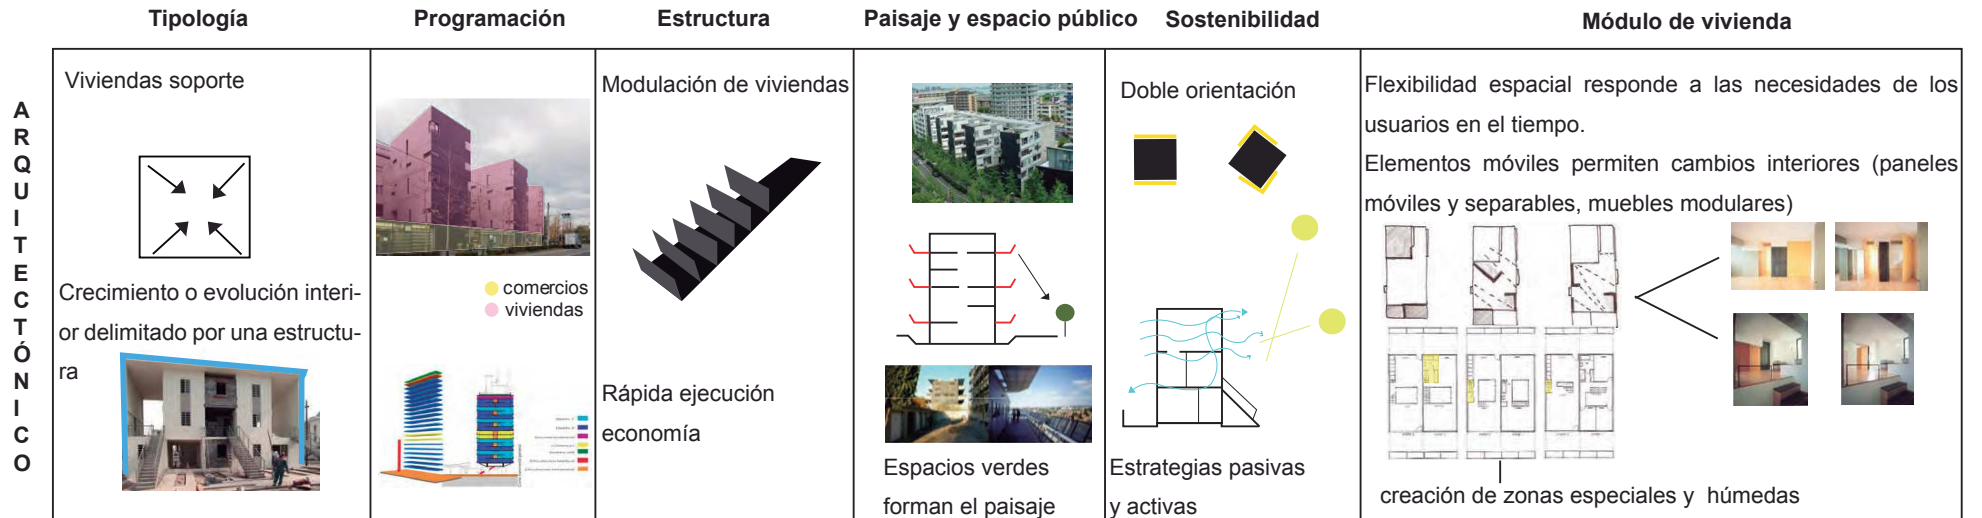 Tipología
Programación
Estructura
Paisaje y espacio público
Sostenibilidad
Módulo de vivienda
ARQUITECTÓNICO
Viviendas soporte
Crecimiento o evolución interi-
or delimitado por una estructu-
ra
comercios
viviendas
Modulación de viviendas
Rápida ejecución
economía
Espacios verdes
forman el paisaje
Doble orientación
Estrategias pasivas
y activas
Flexibilidad espacial responde a las necesidades de los
usuarios en el tiempo.
Elementos móviles permiten cambios interiores (paneles
móviles y separables, muebles modulares)
creación de zonas especiales y húmedas